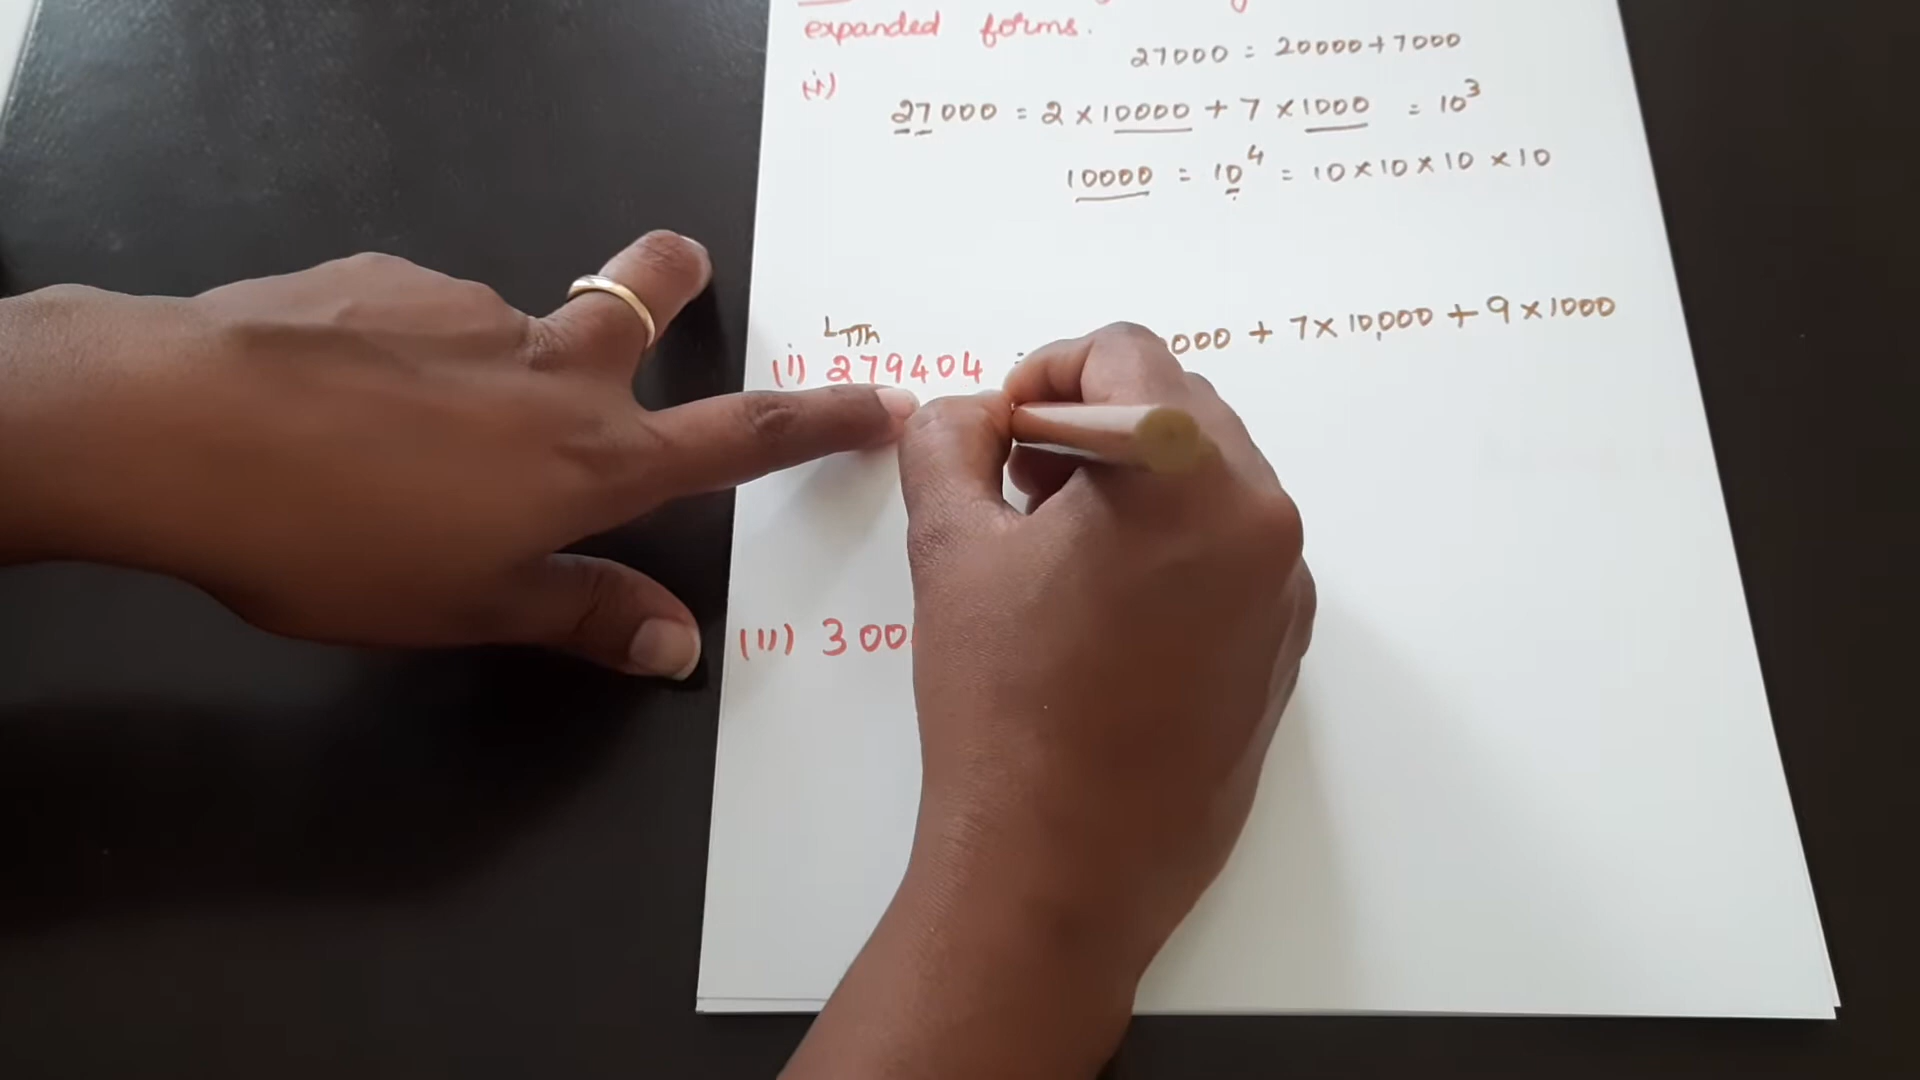 expanded forms.
27000 = 20000+7000
(i)
27000 = 2 × 10000 + 7 × 1000 = 10³
10000 = 10⁴ = 10 × 10 × 10 × 10
L TTh
(i) 279404 = 000 + 7 × 10,000 + 9 × 1000
(ii) 300